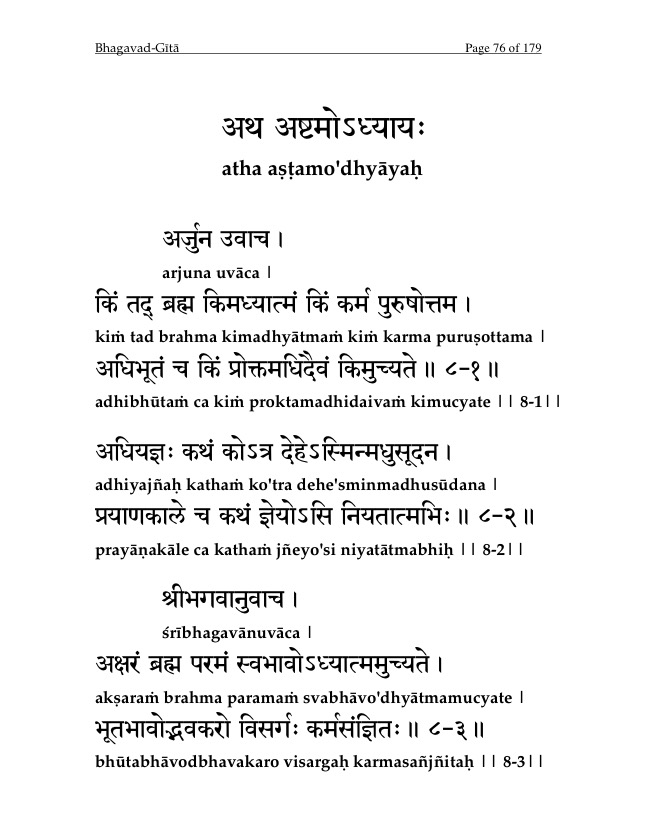 Bhagavad-Gītā Page 76 of 179
अथ अष्टमोऽध्यायः
atha aṣṭamo'dhyāyaḥ
अर्जुन उवाच ।
arjuna uvāca |
किं तद् ब्रह्म किमध्यात्मं किं कर्म पुरुषोत्तम ।
kiṁ tad brahma kimadhyātmaṁ kiṁ karma puruṣottama |
अधिभूतं च किं प्रोक्तमधिदैवं किमुच्यते ॥ ८-१ ॥
adhibhūtaṁ ca kiṁ proktamadhidaivaṁ kimucyate || 8-1||
अधियज्ञः कथं कोऽत्र देहेऽस्मिन्मधुसूदन ।
adhiyajñaḥ kathaṁ ko'tra dehe'sminmadhusūdana |
प्रयाणकाले च कथं ज्ञेयोऽसि नियतात्मभिः ॥ ८-२ ॥
prayāṇakāle ca kathaṁ jñeyo'si niyatātmabhiḥ || 8-2||
श्रीभगवानुवाच ।
śrībhagavānuvāca |
अक्षरं ब्रह्म परमं स्वभावोऽध्यात्ममुच्यते ।
akṣaraṁ brahma paramaṁ svabhāvo'dhyātmamucyate |
भूतभावोद्भवकरो विसर्गः कर्मसंज्ञितः ॥ ८-३ ॥
bhūtabhāvodbhavakaro visargaḥ karmasañjñitaḥ || 8-3||